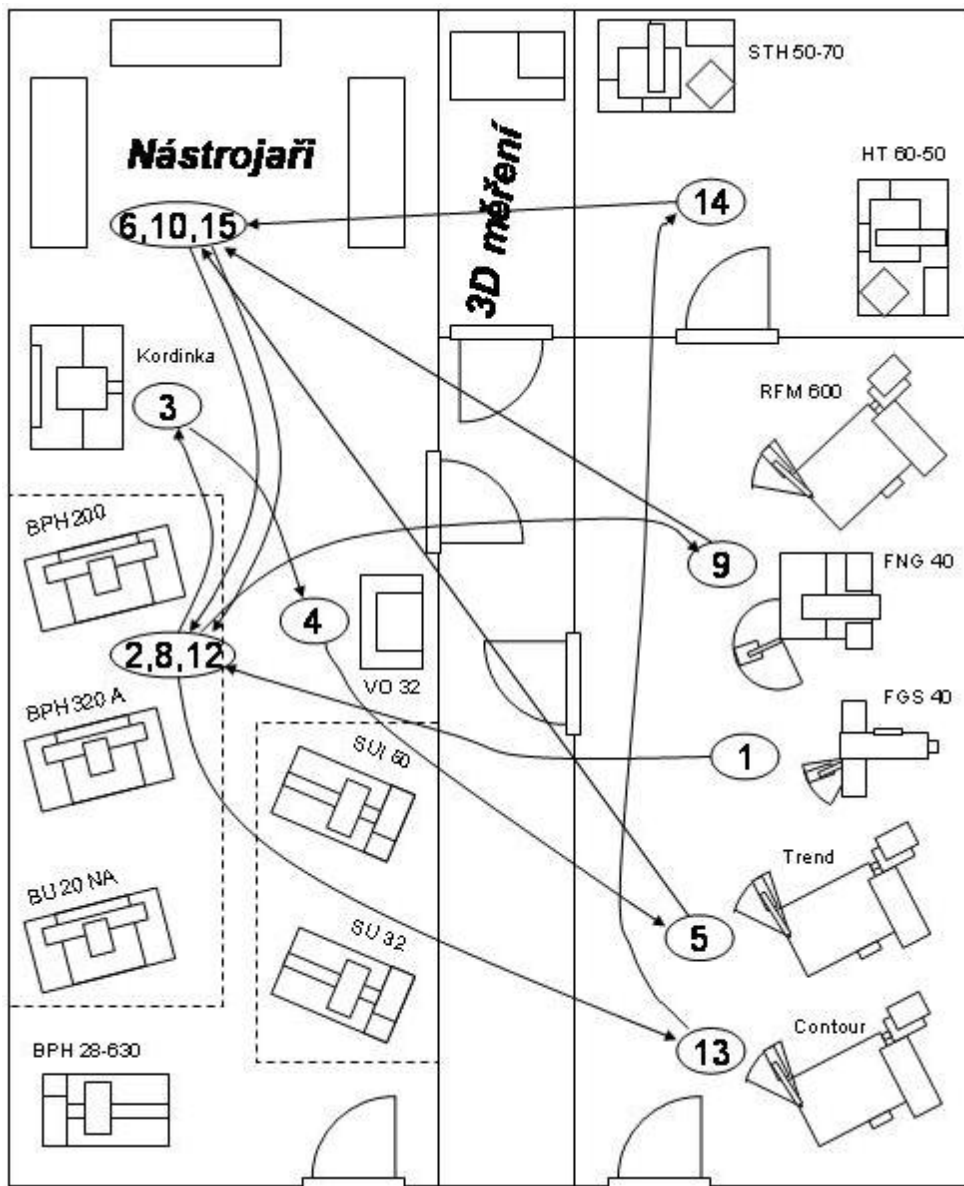 STH 50-70
Nástrojaři
3D měření
HT 60-50
14
6,10,15
Kordinka
3
RFM 600
BPH 200
9
FNG 40
4
2,8,12
VO 32
BPH 320 A
FGS 40
1
SUI 60
Trend
BU 20 NA
SU 32
5
Contour
13
BPH 28-630